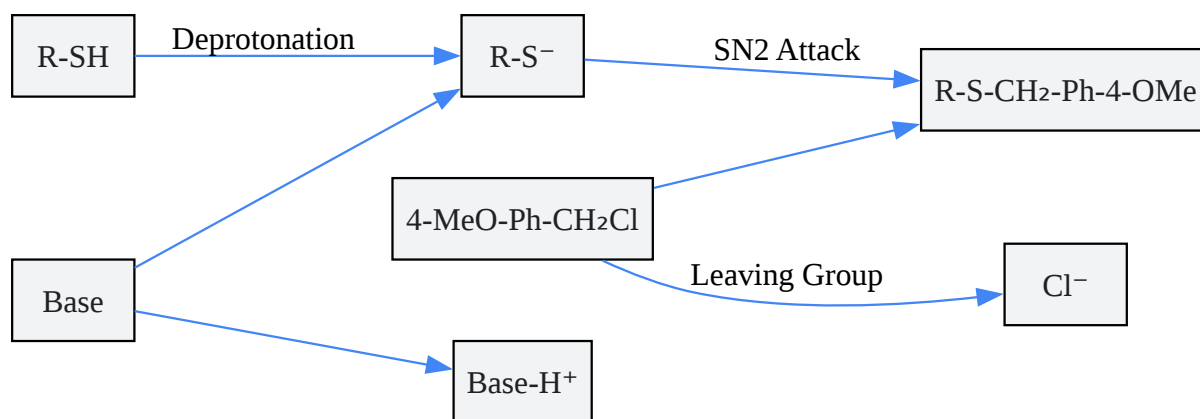 R-SH
Deprotonation
R-S⁻
SN2 Attack
R-S-CH₂-Ph-4-OMe
4-MeO-Ph-CH₂Cl
Leaving Group
Cl⁻
Base
Base-H⁺